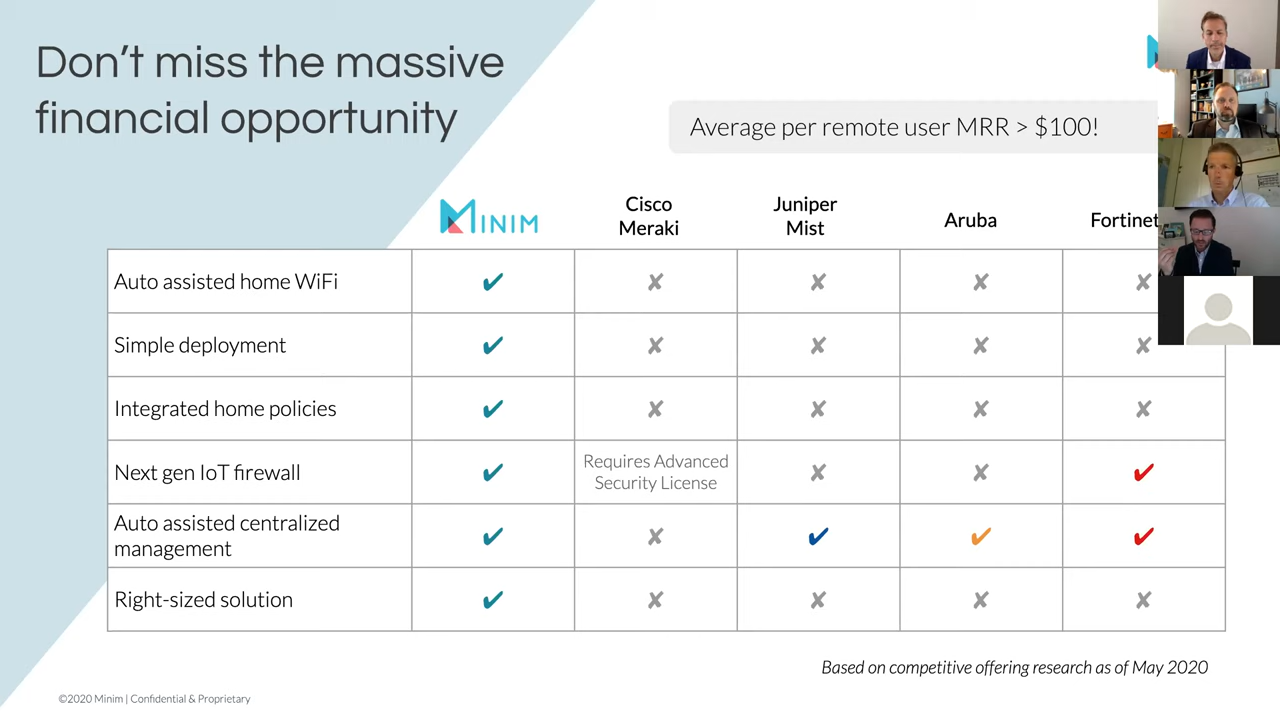 Don't miss the massive
financial opportunity
Average per remote user MRR > $100!
MINIM
Cisco
Meraki
Juniper
Mist
Aruba
Fortinet
Auto assisted home WiFi ✔ ✘ ✘ ✘ ✘
Simple deployment ✔ ✘ ✘ ✘ ✘
Integrated home policies ✔ ✘ ✘ ✘ ✘
Next gen IoT firewall ✔
Requires Advanced
Security License
✘ ✘ ✔
Auto assisted centralized
management
✔ ✘ ✔ ✔ ✔
Right-sized solution ✔ ✘ ✘ ✘ ✘
Based on competitive offering research as of May 2020
©2020 Minim | Confidential & Proprietary